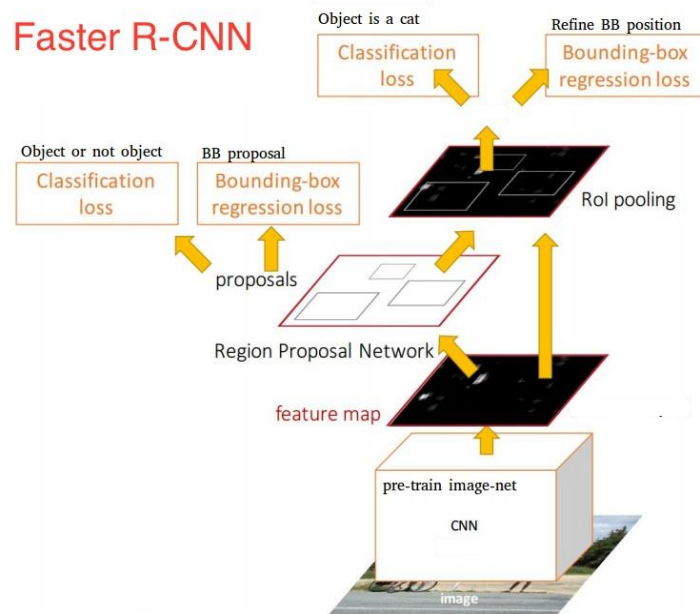 Faster R-CNN
Object is a cat
Refine BB position
Classification
loss
Bounding-box
regression loss
Object or not object
BB proposal
Classification
loss
Bounding-box
regression loss
RoI pooling
proposals
Region Proposal Network
feature map
pre-train image-net
CNN
image